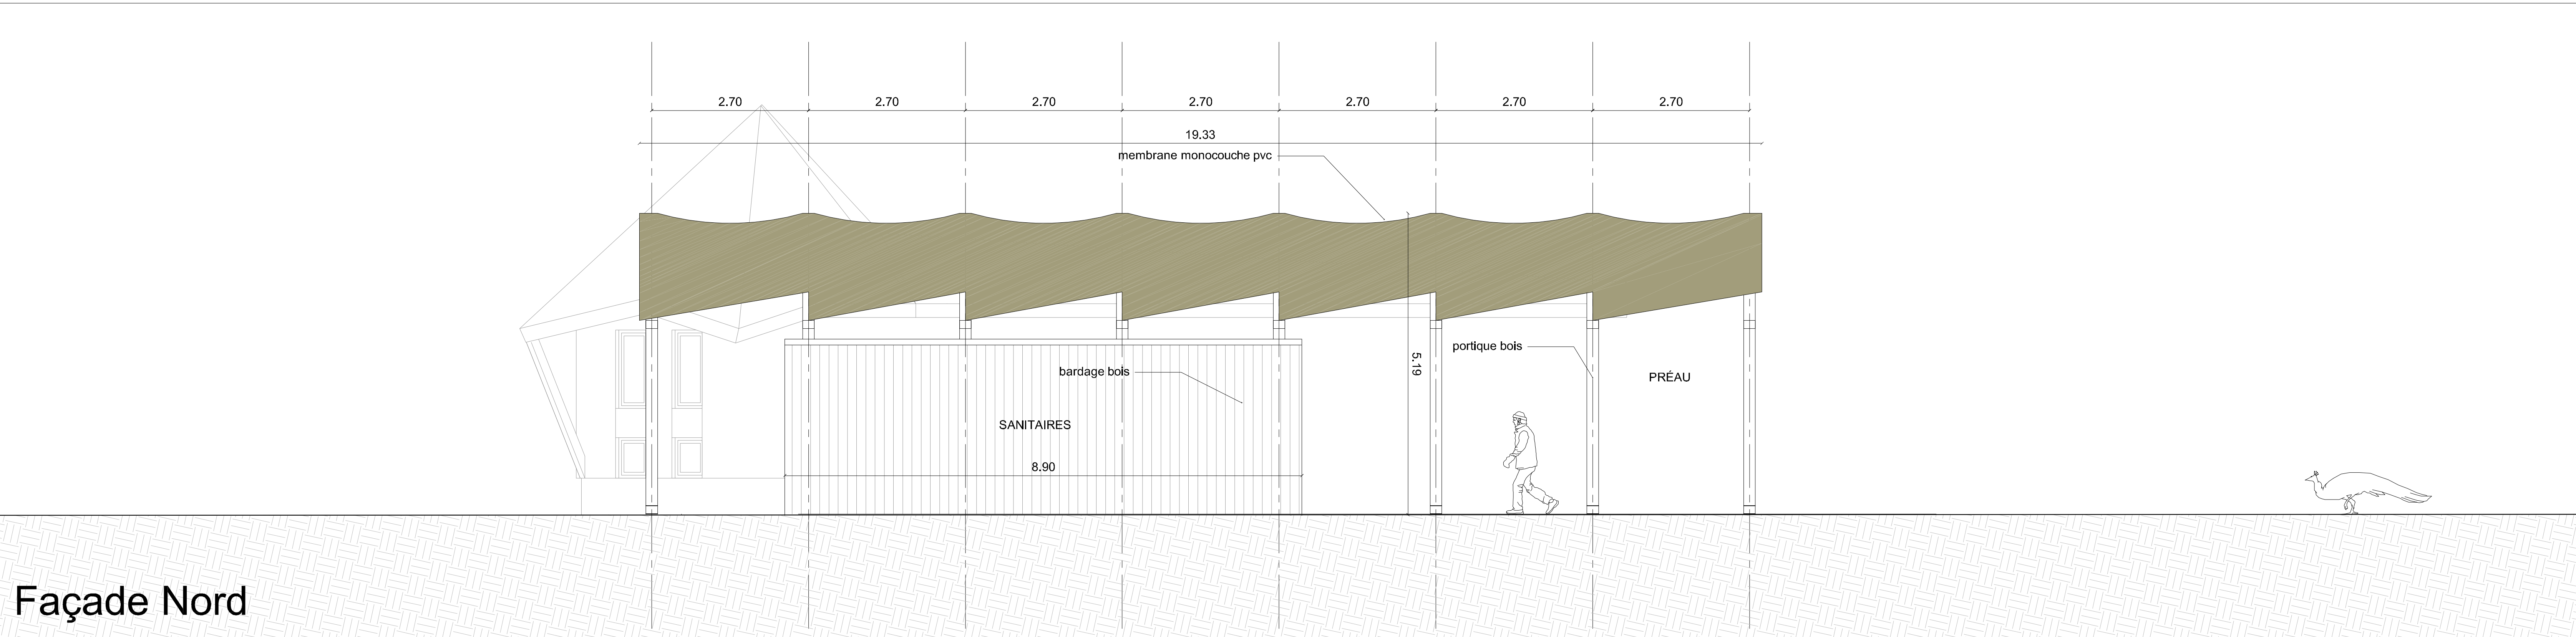 2.70
2.70
2.70
2.70
2.70
2.70
2.70
19.33
membrane monocouche pvc
5.19
portique bois
bardage bois
PRÉAU
SANITAIRES
8.90
Façade Nord